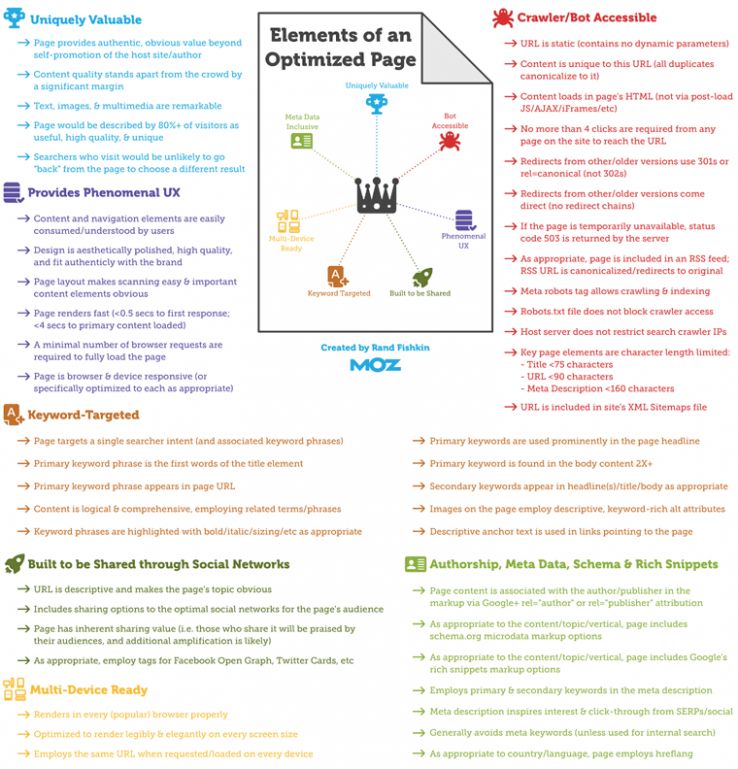 Uniquely Valuable
Page provides authentic, obvious value beyond
self-promotion of the host site/author
Content quality stands apart from the crowd by
a significant margin
Text, images, & multimedia are remarkable
Page would be described by 80%+ of visitors as
useful, high quality, & unique
Searchers who visit would be unlikely to go
"back" from the page to choose a different result
Provides Phenomenal UX
Content and navigation elements are easily
consumed/understood by users
Design is aesthetically polished, high quality,
and fit authenticly with the brand
Page layout makes scanning easy & important
content elements obvious
Page renders fast (<0.5 secs to first response;
<4 secs to primary content loaded)
A minimal number of browser requests are
required to fully load the page
Page is browser & device responsive (or
specifically optimized to each as appropriate)
Elements of an
Optimized Page
Uniquely Valuable
Meta Data
Inclusive
Bot
Accessible
Multi-Device
Ready
Phenomenal
UX
Keyword Targeted
Built to be Shared
Created by Rand Fishkin
MOZ
Crawler/Bot Accessible
URL is static (contains no dynamic parameters)
Content is unique to this URL (all duplicates
canonicalize to it)
Content loads in page's HTML (not via post-load
JS/AJAX/iFrames/etc)
No more than 4 clicks are required from any
page on the site to reach the URL
Redirects from other/older versions use 301s or
rel=canonical (not 302s)
Redirects from other/older versions come
direct (no redirect chains)
If the page is temporarily unavailable, status
code 503 is returned by the server
As appropriate, page is included in an RSS feed;
RSS URL is canonicalized/redirects to original
Meta robots tag allows crawling & indexing
Robots.txt file does not block crawler access
Host server does not restrict search crawler IPs
Key page elements are character length limited:
- Title <75 characters
- URL <90 characters
- Meta Description <160 characters
URL is included in site's XML Sitemaps file
A
Keyword-Targeted
Page targets a single searcher intent (and associated keyword phrases)
Primary keyword phrase is the first words of the title element
Primary keyword phrase appears in page URL
Content is logical & comprehensive, employing related terms/phrases
Keyword phrases are highlighted with bold/italic/sizing/etc as appropriate
Primary keywords are used prominently in the page headline
Primary keyword is found in the body content 2X+
Secondary keywords appear in headline(s)/title/body as appropriate
Images on the page employ descriptive, keyword-rich alt attributes
Descriptive anchor text is used in links pointing to the page
Built to be Shared through Social Networks
URL is descriptive and makes the page's topic obvious
Includes sharing options to the optimal social networks for the page's audience
Page has inherent sharing value (i.e. those who share it will be praised by
their audiences, and additional amplification is likely)
As appropriate, employ tags for Facebook Open Graph, Twitter Cards, etc
Multi-Device Ready
Renders in every (popular) browser properly
Optimized to render legibly & elegantly on every screen size
Employs the same URL when requested/loaded on every device
Authorship, Meta Data, Schema & Rich Snippets
Page content is associated with the author/publisher in the
markup via Google+ rel="author" or rel="publisher" attribution
As appropriate to the content/topic/vertical, page includes
schema.org microdata markup options
As appropriate to the content/topic/vertical, page includes Google's
rich snippets markup options
Employs primary & secondary keywords in the meta description
Meta description inspires interest & click-through from SERPs/social
Generally avoids meta keywords (unless used for internal search)
As appropriate to country/language, page employs hreflang